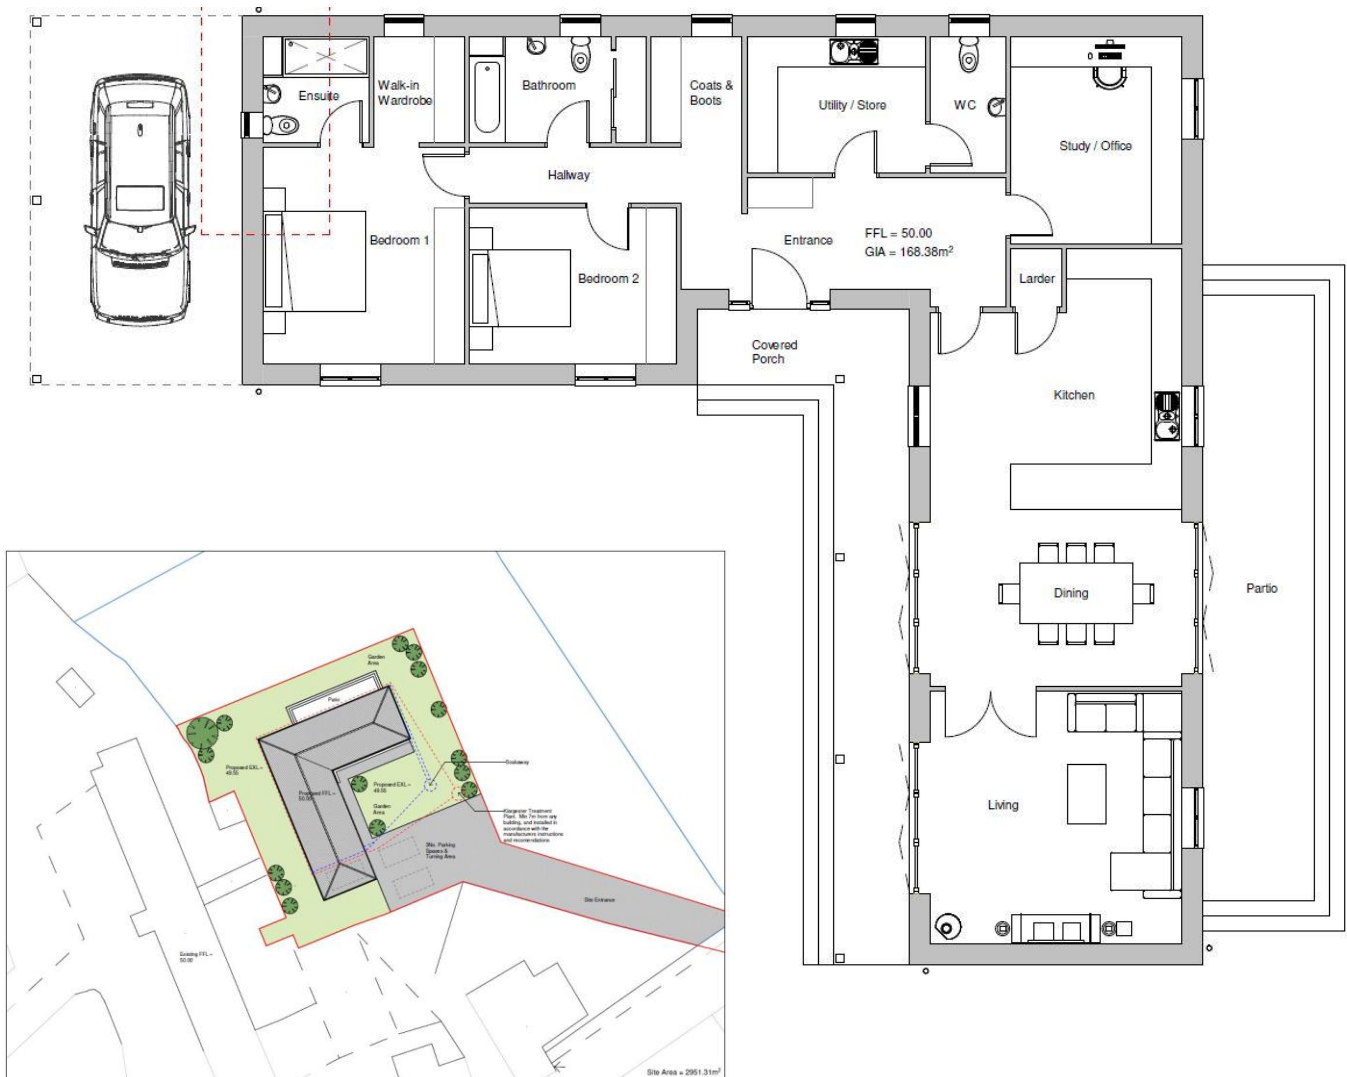 Ensuite
Walk-in
Wardrobe
Bathroom
Coats &
Boots
Utility / Store
WC
Study / Office
Hallway
Bedroom 1
Bedroom 2
Entrance
FFL = 50.00
GIA = 168.38m²
Larder
Covered
Porch
Kitchen
Dining
Partio
Living
Garden
Area
Patio
Proposed EXL =
49.55
Proposed FFL =
50.00
Proposed EXL =
49.55
Garden
Area
Soakaway
Klargester Treatment
Plant. Min 7m from any
building, and installed in
accordance with the
manufacturers instructions
and recommendations
3No. Parking
Spaces &
Turning Area
Site Entrance
Existing FFL =
50.00
Site Area = 2951.31m²